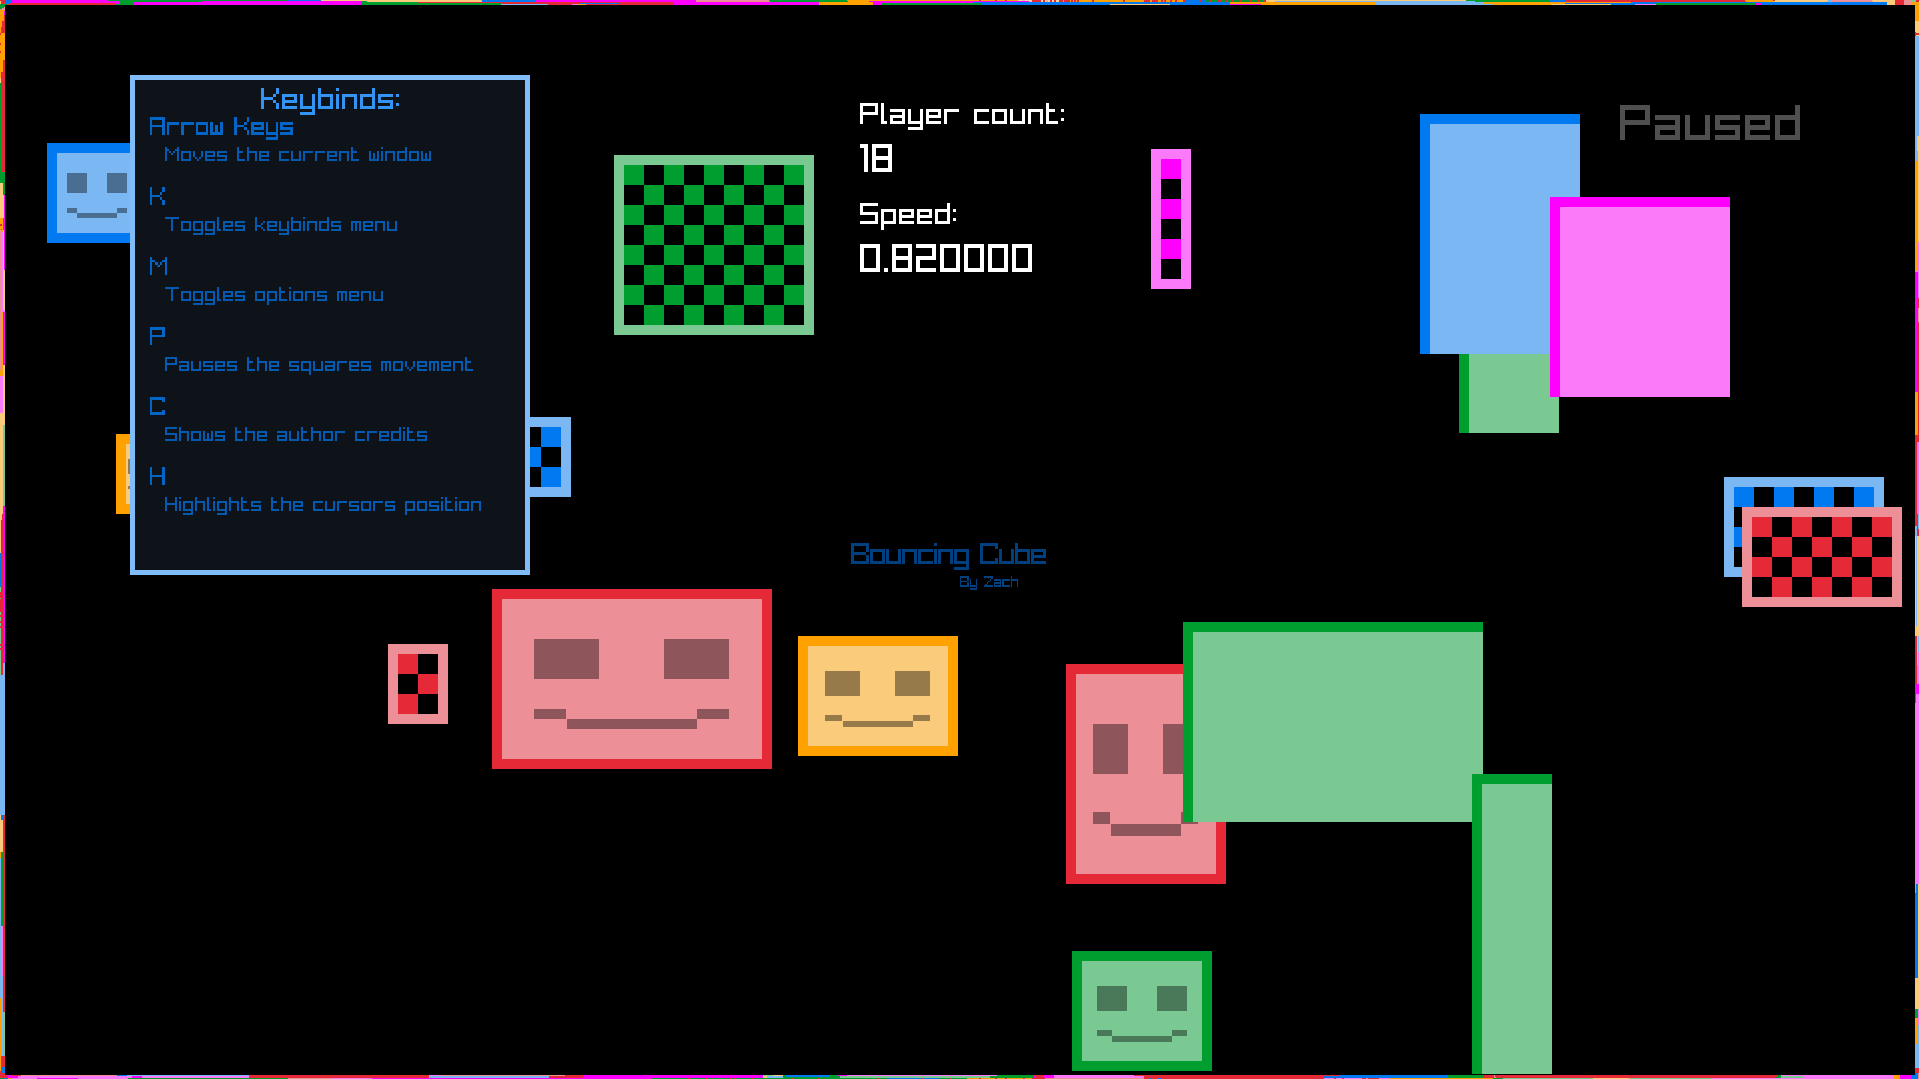 Keybinds:
Arrow Keys
Moves the current window
K
Toggles keybinds menu
M
Toggles options menu
P
Pauses the squares movement
C
Shows the author credits
H
Highlights the cursors position
Player count:
18
Speed:
0.820000
Paused
Bouncing Cube
By Zach